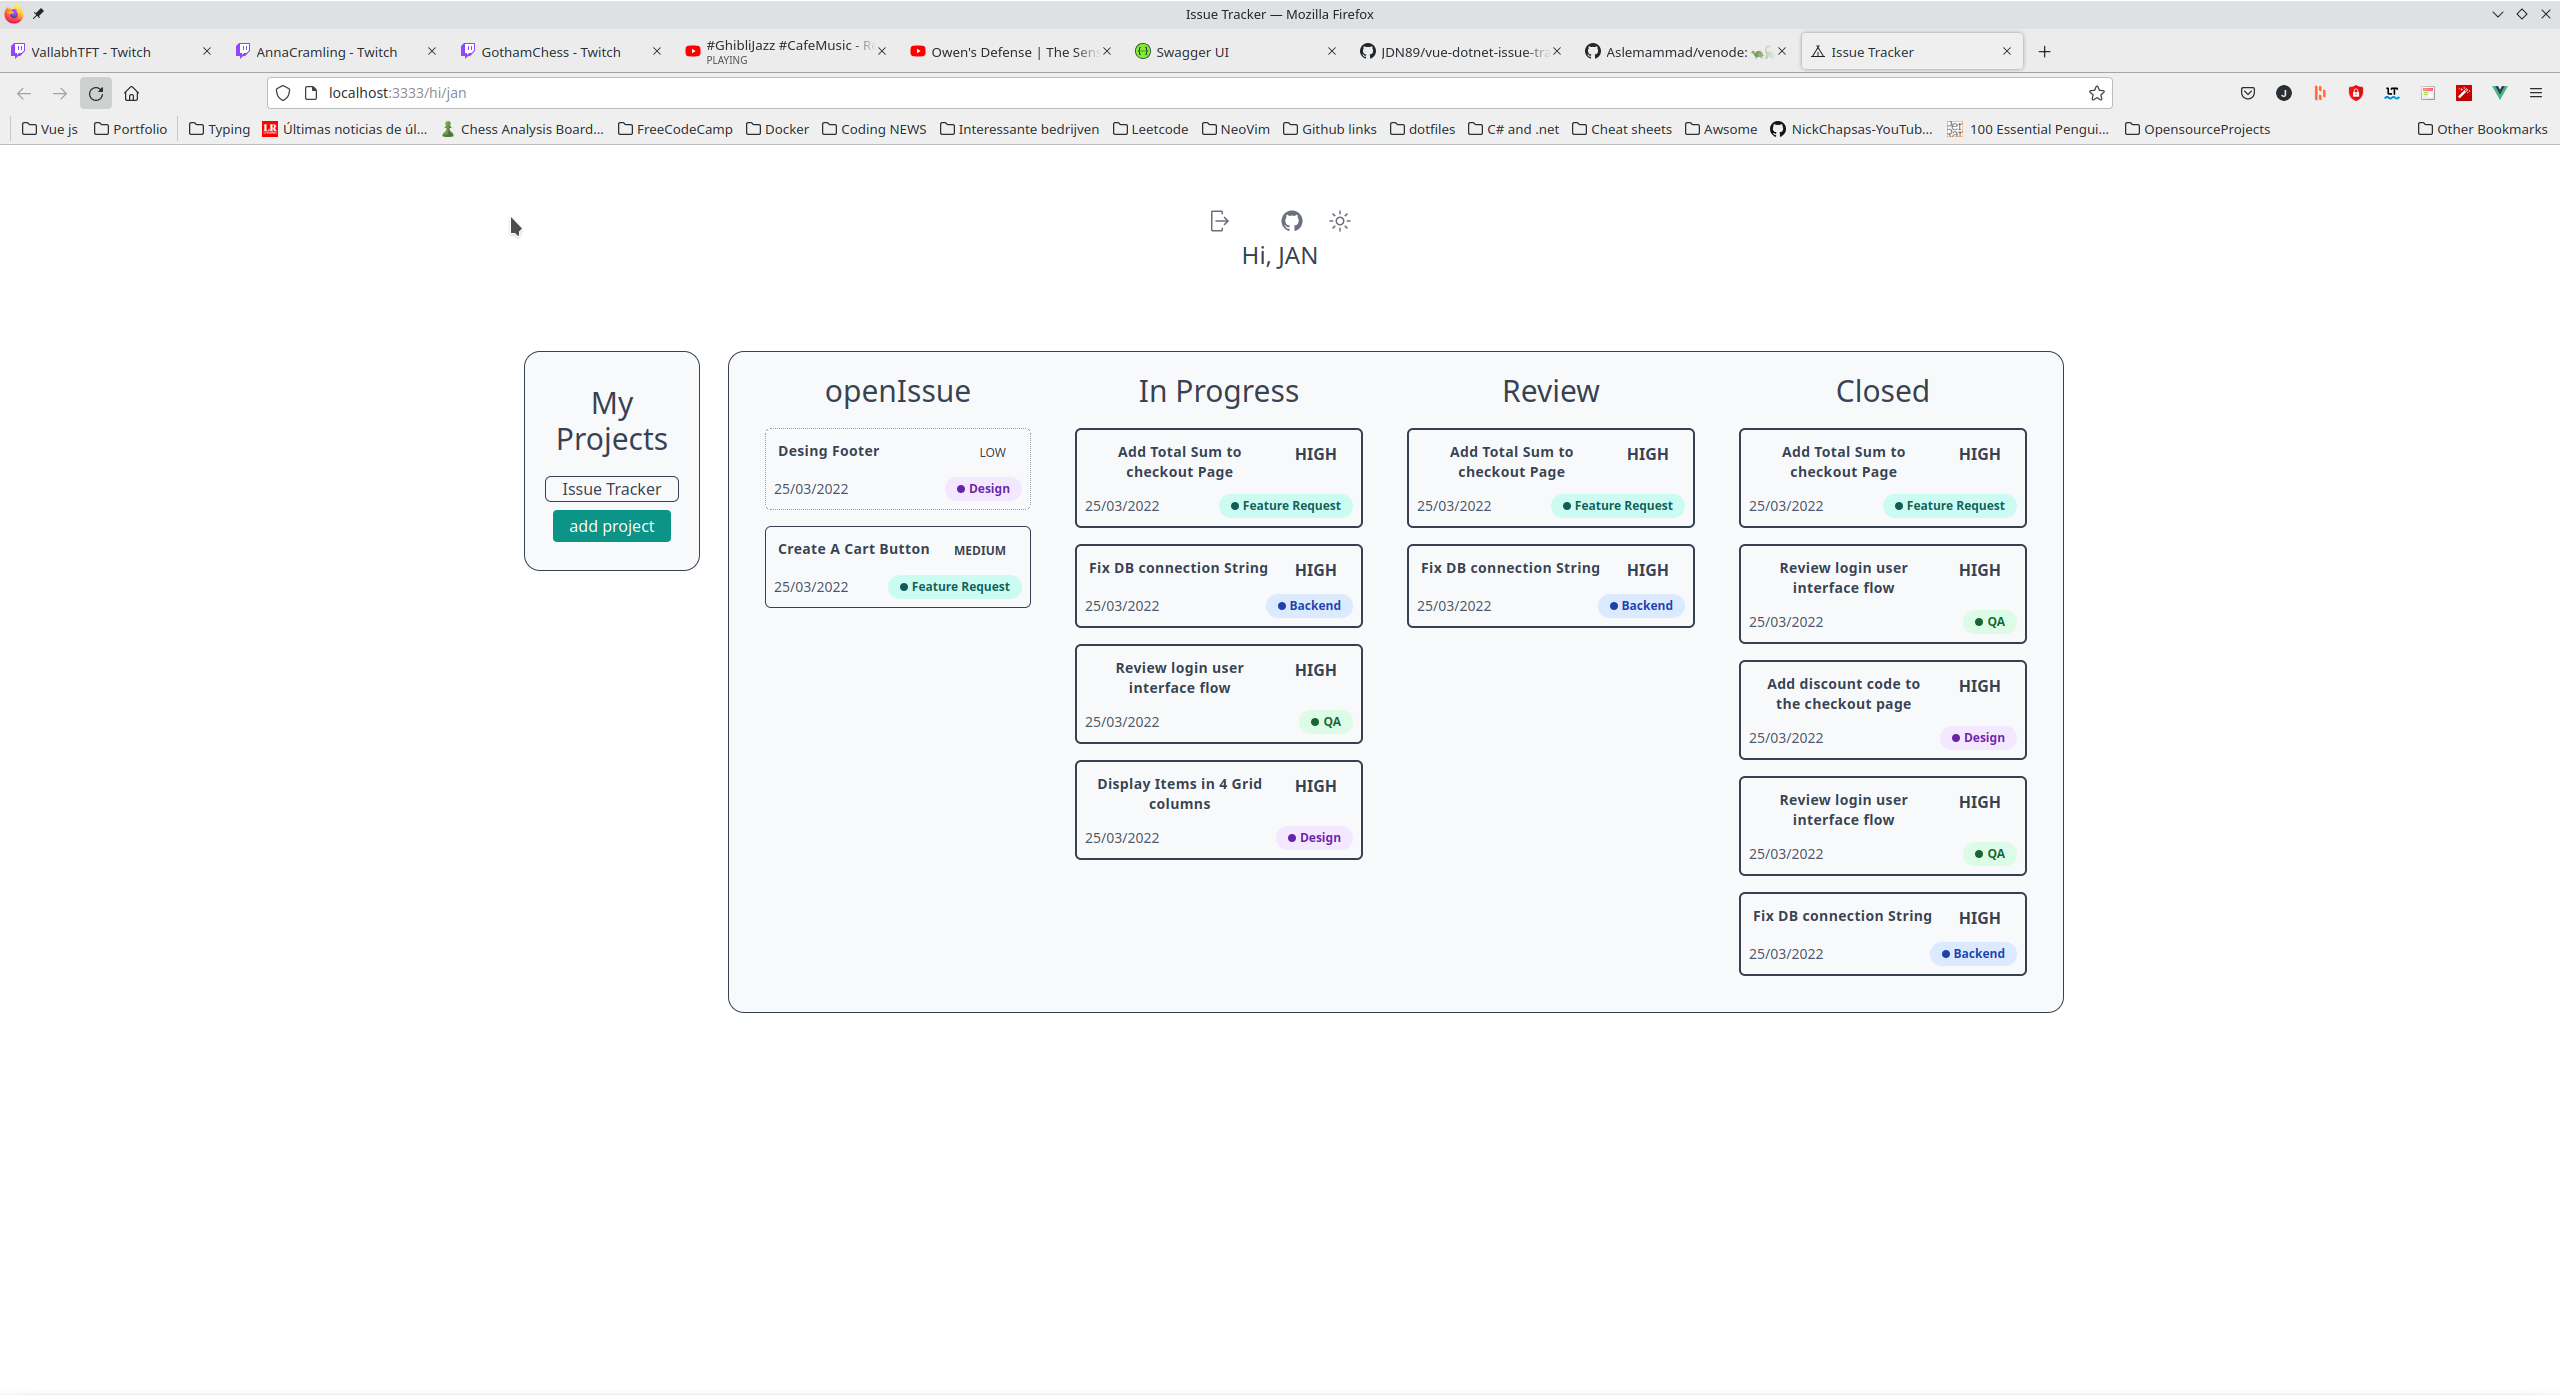 Issue Tracker — Mozilla Firefox
VallabhTFT - Twitch
AnnaCramling - Twitch
GothamChess - Twitch
#GhibliJazz #CafeMusic -
PLAYING
Owen's Defense | The Sens
Swagger UI
JDN89/vue-dotnet-issue-tra
Aslemammad/venode:
Issue Tracker
localhost:3333/hi/jan
Vue js
Portfolio
Typing
LR
Últimas noticias de úl...
Chess Analysis Board...
FreeCodeCamp
Docker
Coding NEWS
Interessante bedrijven
Leetcode
NeoVim
Github links
dotfiles
C# and .net
Cheat sheets
Awsome
NickChapsas-YouTub...
100 Essential Pengui...
OpensourceProjects
Other Bookmarks
Hi, JAN
My
Projects
Issue Tracker
add project
openIssue
Desing Footer
LOW
25/03/2022
Design
Create A Cart Button
MEDIUM
25/03/2022
Feature Request
In Progress
Add Total Sum to
checkout Page
HIGH
25/03/2022
Feature Request
Fix DB connection String
HIGH
25/03/2022
Backend
Review login user
interface flow
HIGH
25/03/2022
QA
Display Items in 4 Grid
columns
HIGH
25/03/2022
Design
Review
Add Total Sum to
checkout Page
HIGH
25/03/2022
Feature Request
Fix DB connection String
HIGH
25/03/2022
Backend
Closed
Add Total Sum to
checkout Page
HIGH
25/03/2022
Feature Request
Review login user
interface flow
HIGH
25/03/2022
QA
Add discount code to
the checkout page
HIGH
25/03/2022
Design
Review login user
interface flow
HIGH
25/03/2022
QA
Fix DB connection String
HIGH
25/03/2022
Backend